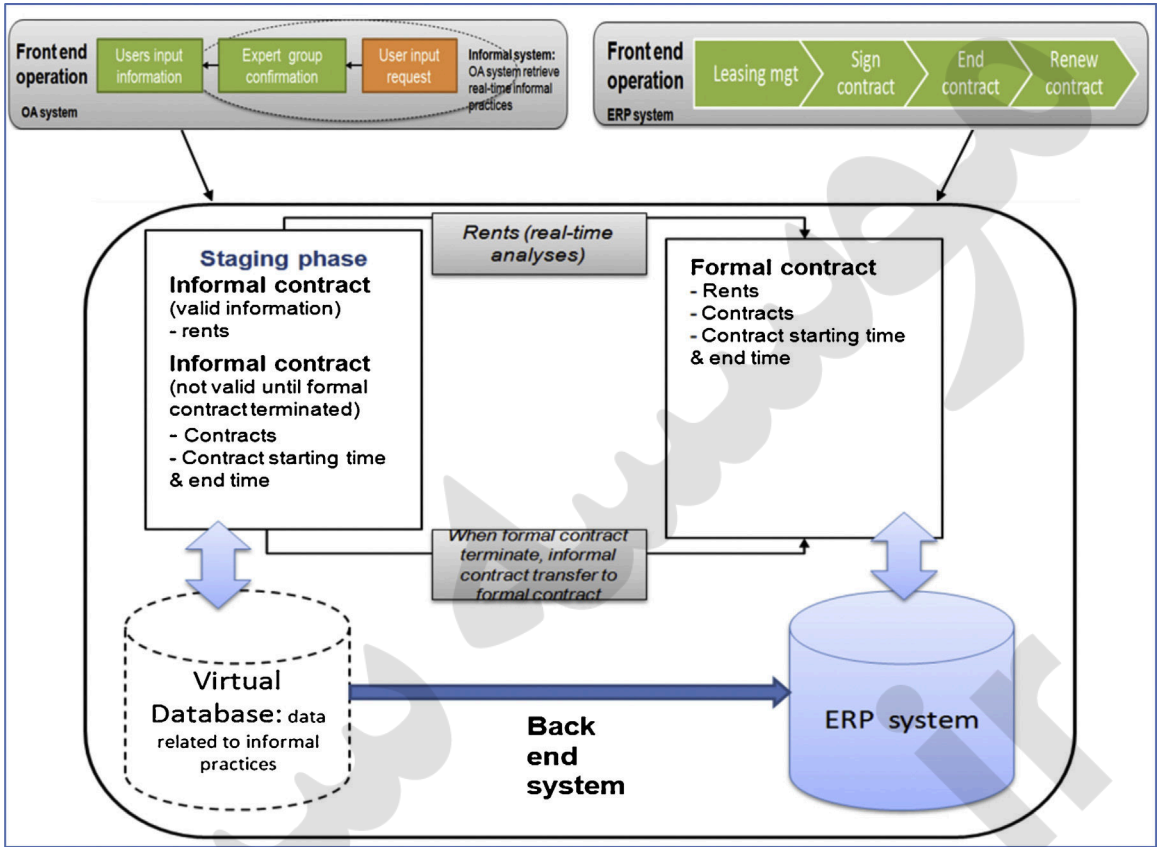 Front end
operation
OA system
Users input
information
Expert group
confirmation
User input
request
Informal system:
OA system retrieve
real-time informal
practices
Front end
operation
ERP system
Leasing mgt
Sign
contract
End
contract
Renew
contract
Staging phase
Informal contract
(valid information)
- rents
Informal contract
(not valid until formal
contract terminated)
- Contracts
- Contract starting time
& end time
Rents (real-time
analyses)
Formal contract
- Rents
- Contracts
- Contract starting time
& end time
When formal contract
terminate, informal
contract transfer to
formal contract
Virtual
Database: data
related to informal
practices
Back
end
system
ERP system